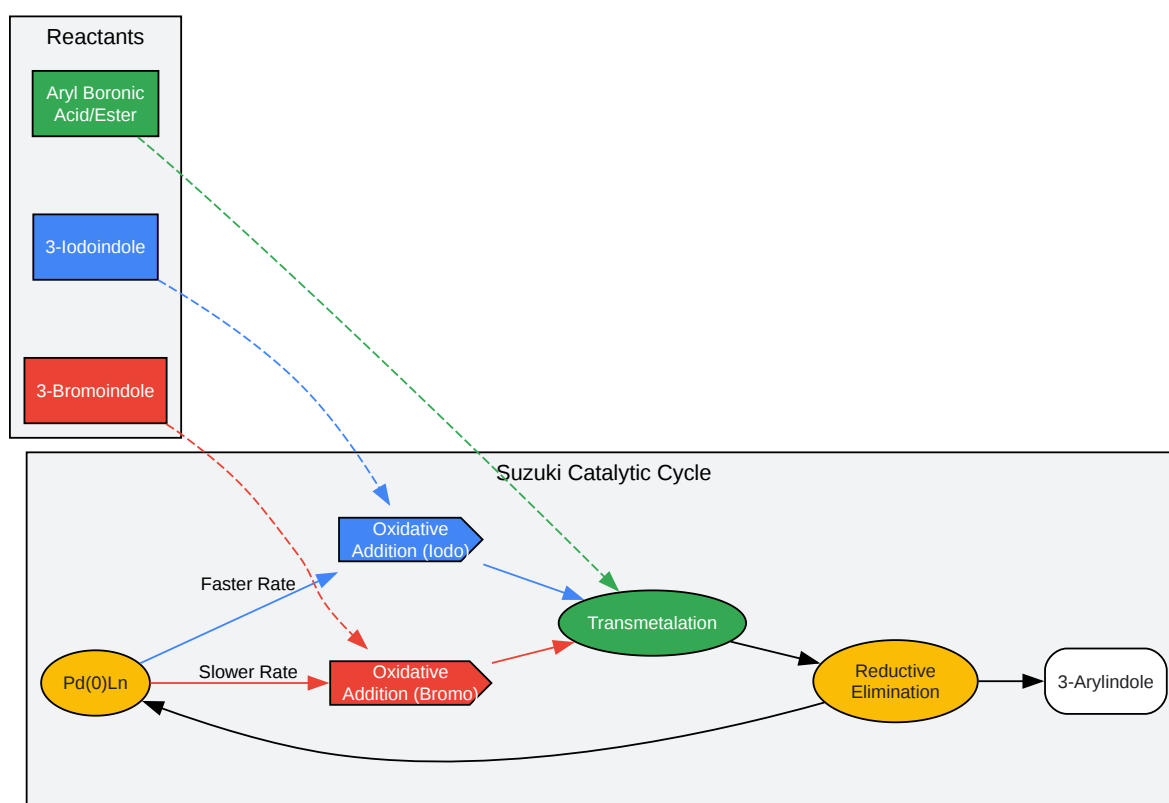 Reactants
Aryl Boronic
Acid/Ester
3-Iodoindole
3-Bromoindole
Suzuki Catalytic Cycle
Oxidative
Addition (Iodo)
Faster Rate
Transmetalation
Slower Rate
Pd(0)Ln
Oxidative
Addition (Bromo)
Reductive
Elimination
3-Arylindole